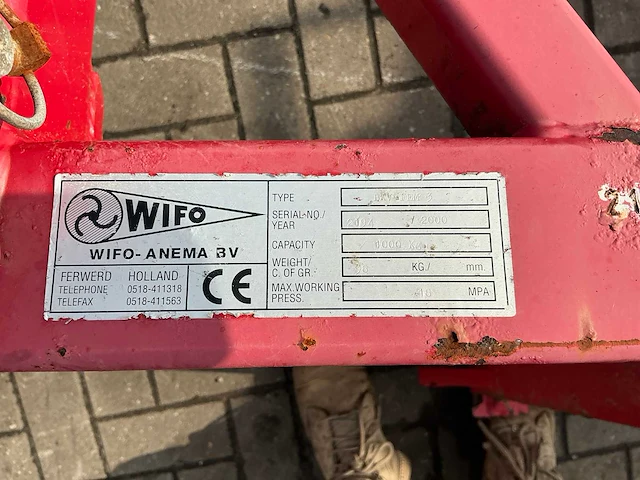 WIFO
WIFO-ANEMA BV
FERWERD HOLLAND
TELEPHONE 0518-411318
TELEFAX 0518-411563
CE
TYPE
SERIAL-NO./
YEAR / 2000
CAPACITY
WEIGHT/
C. OF GR. KG./ mm.
MAX.WORKING
PRESS. MPA